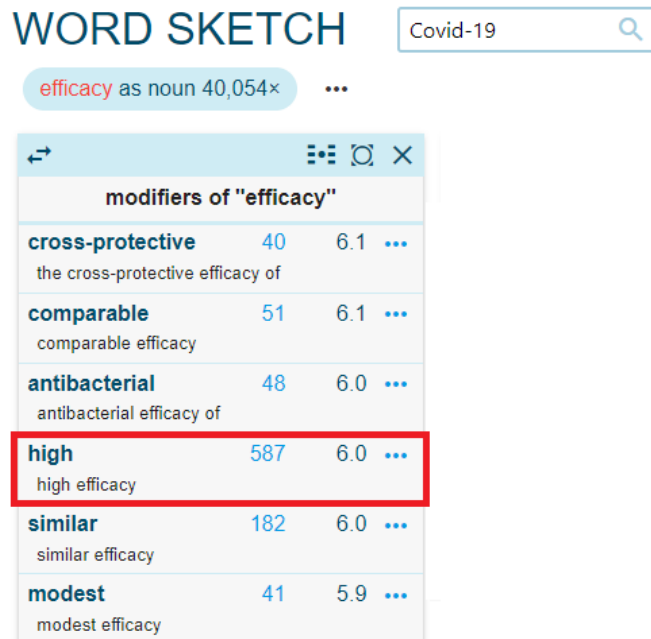 WORD SKETCH
Covid-19
efficacy as noun 40,054×
modifiers of "efficacy"
cross-protective 40 6.1
the cross-protective efficacy of
comparable 51 6.1
comparable efficacy
antibacterial 48 6.0
antibacterial efficacy of
high 587 6.0
high efficacy
similar 182 6.0
similar efficacy
modest 41 5.9
modest efficacy